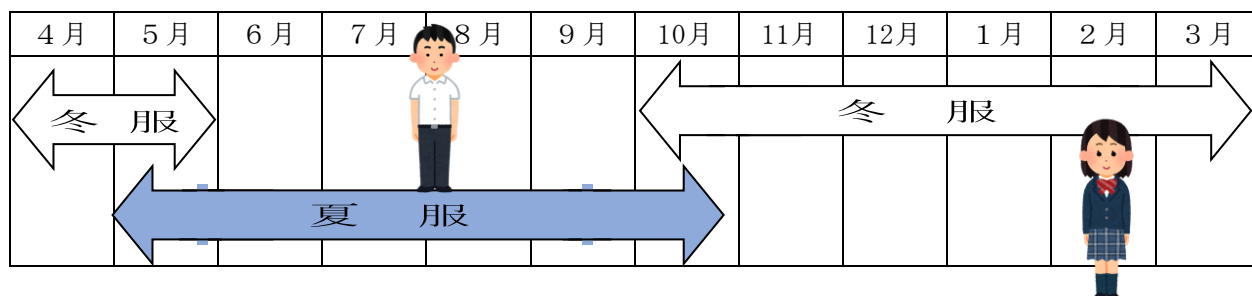 ４月 ５月 ６月 ７月 ８月 ９月 10月 11月 12月 １月 ２月 ３月
冬 服
冬 服
夏 服